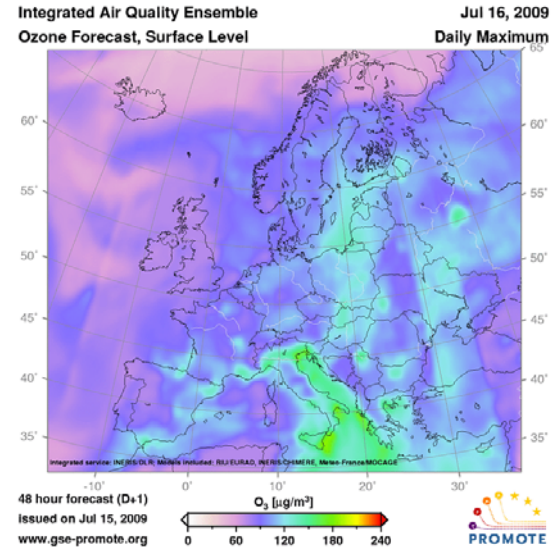 Integrated Air Quality Ensemble Jul 16, 2009
Ozone Forecast, Surface Level Daily Maximum
65
60°
55°
50°
45°
40°
35°
60°
55°
50°
45°
40°
35°
Integrated service: INERIS/DLR; Models included: RIU/EURAD, INERIS/CHIMERE, Meteo-France/MOCAGE
-10° 0° 10° 20° 30°
48 hour forecast (D+1)
issued on Jul 15, 2009
www.gse-promote.org
O3 [µg/m³]
0 60 120 180 240
PROMOTE